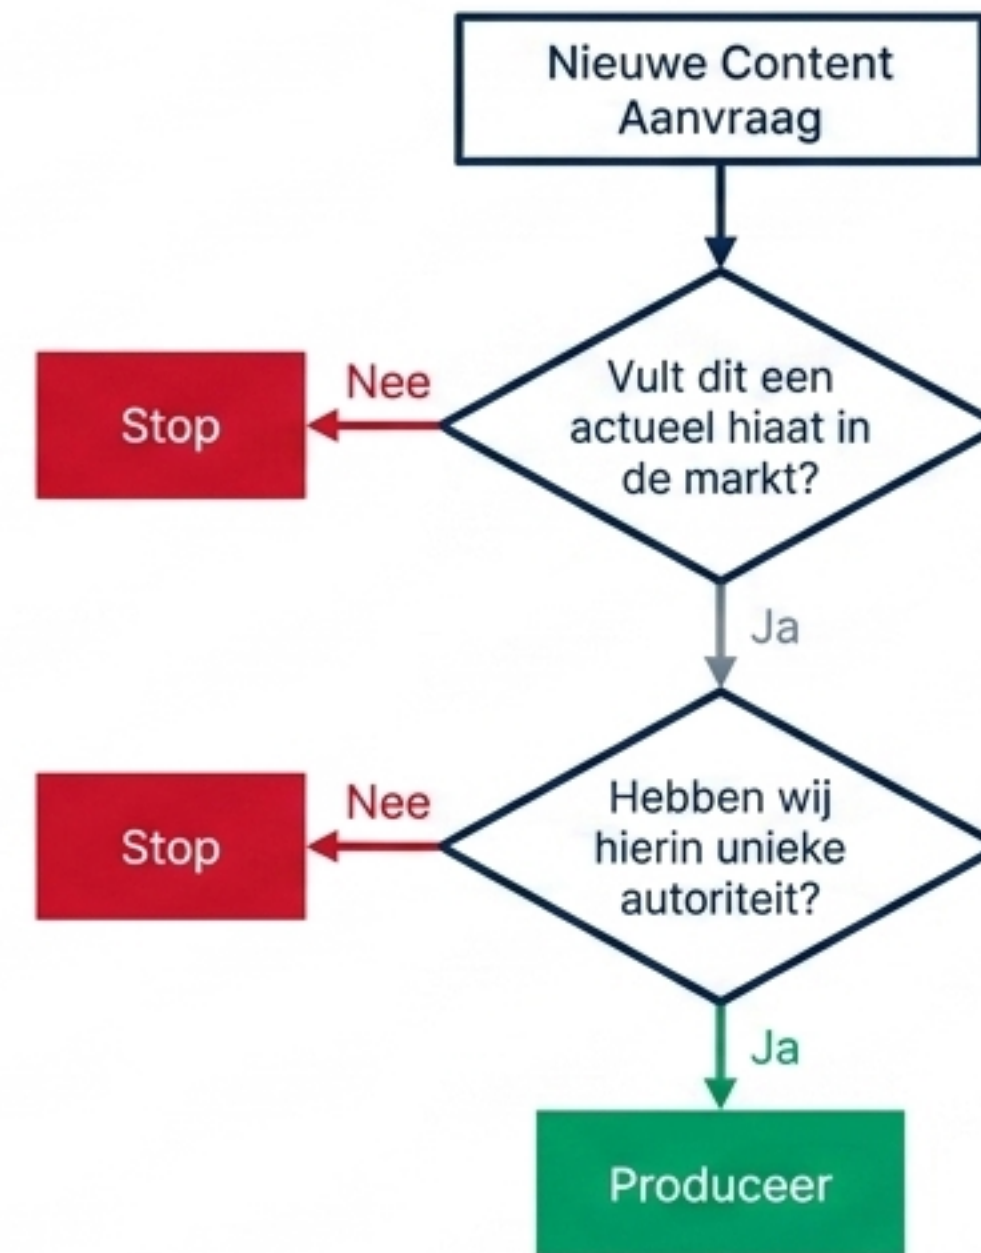 Nieuwe Content
Aanvraag
Vult dit een
actueel hiaat in
de markt?
Nee
Stop
Ja
Hebben wij
hierin unieke
autoriteit?
Nee
Stop
Ja
Produceer